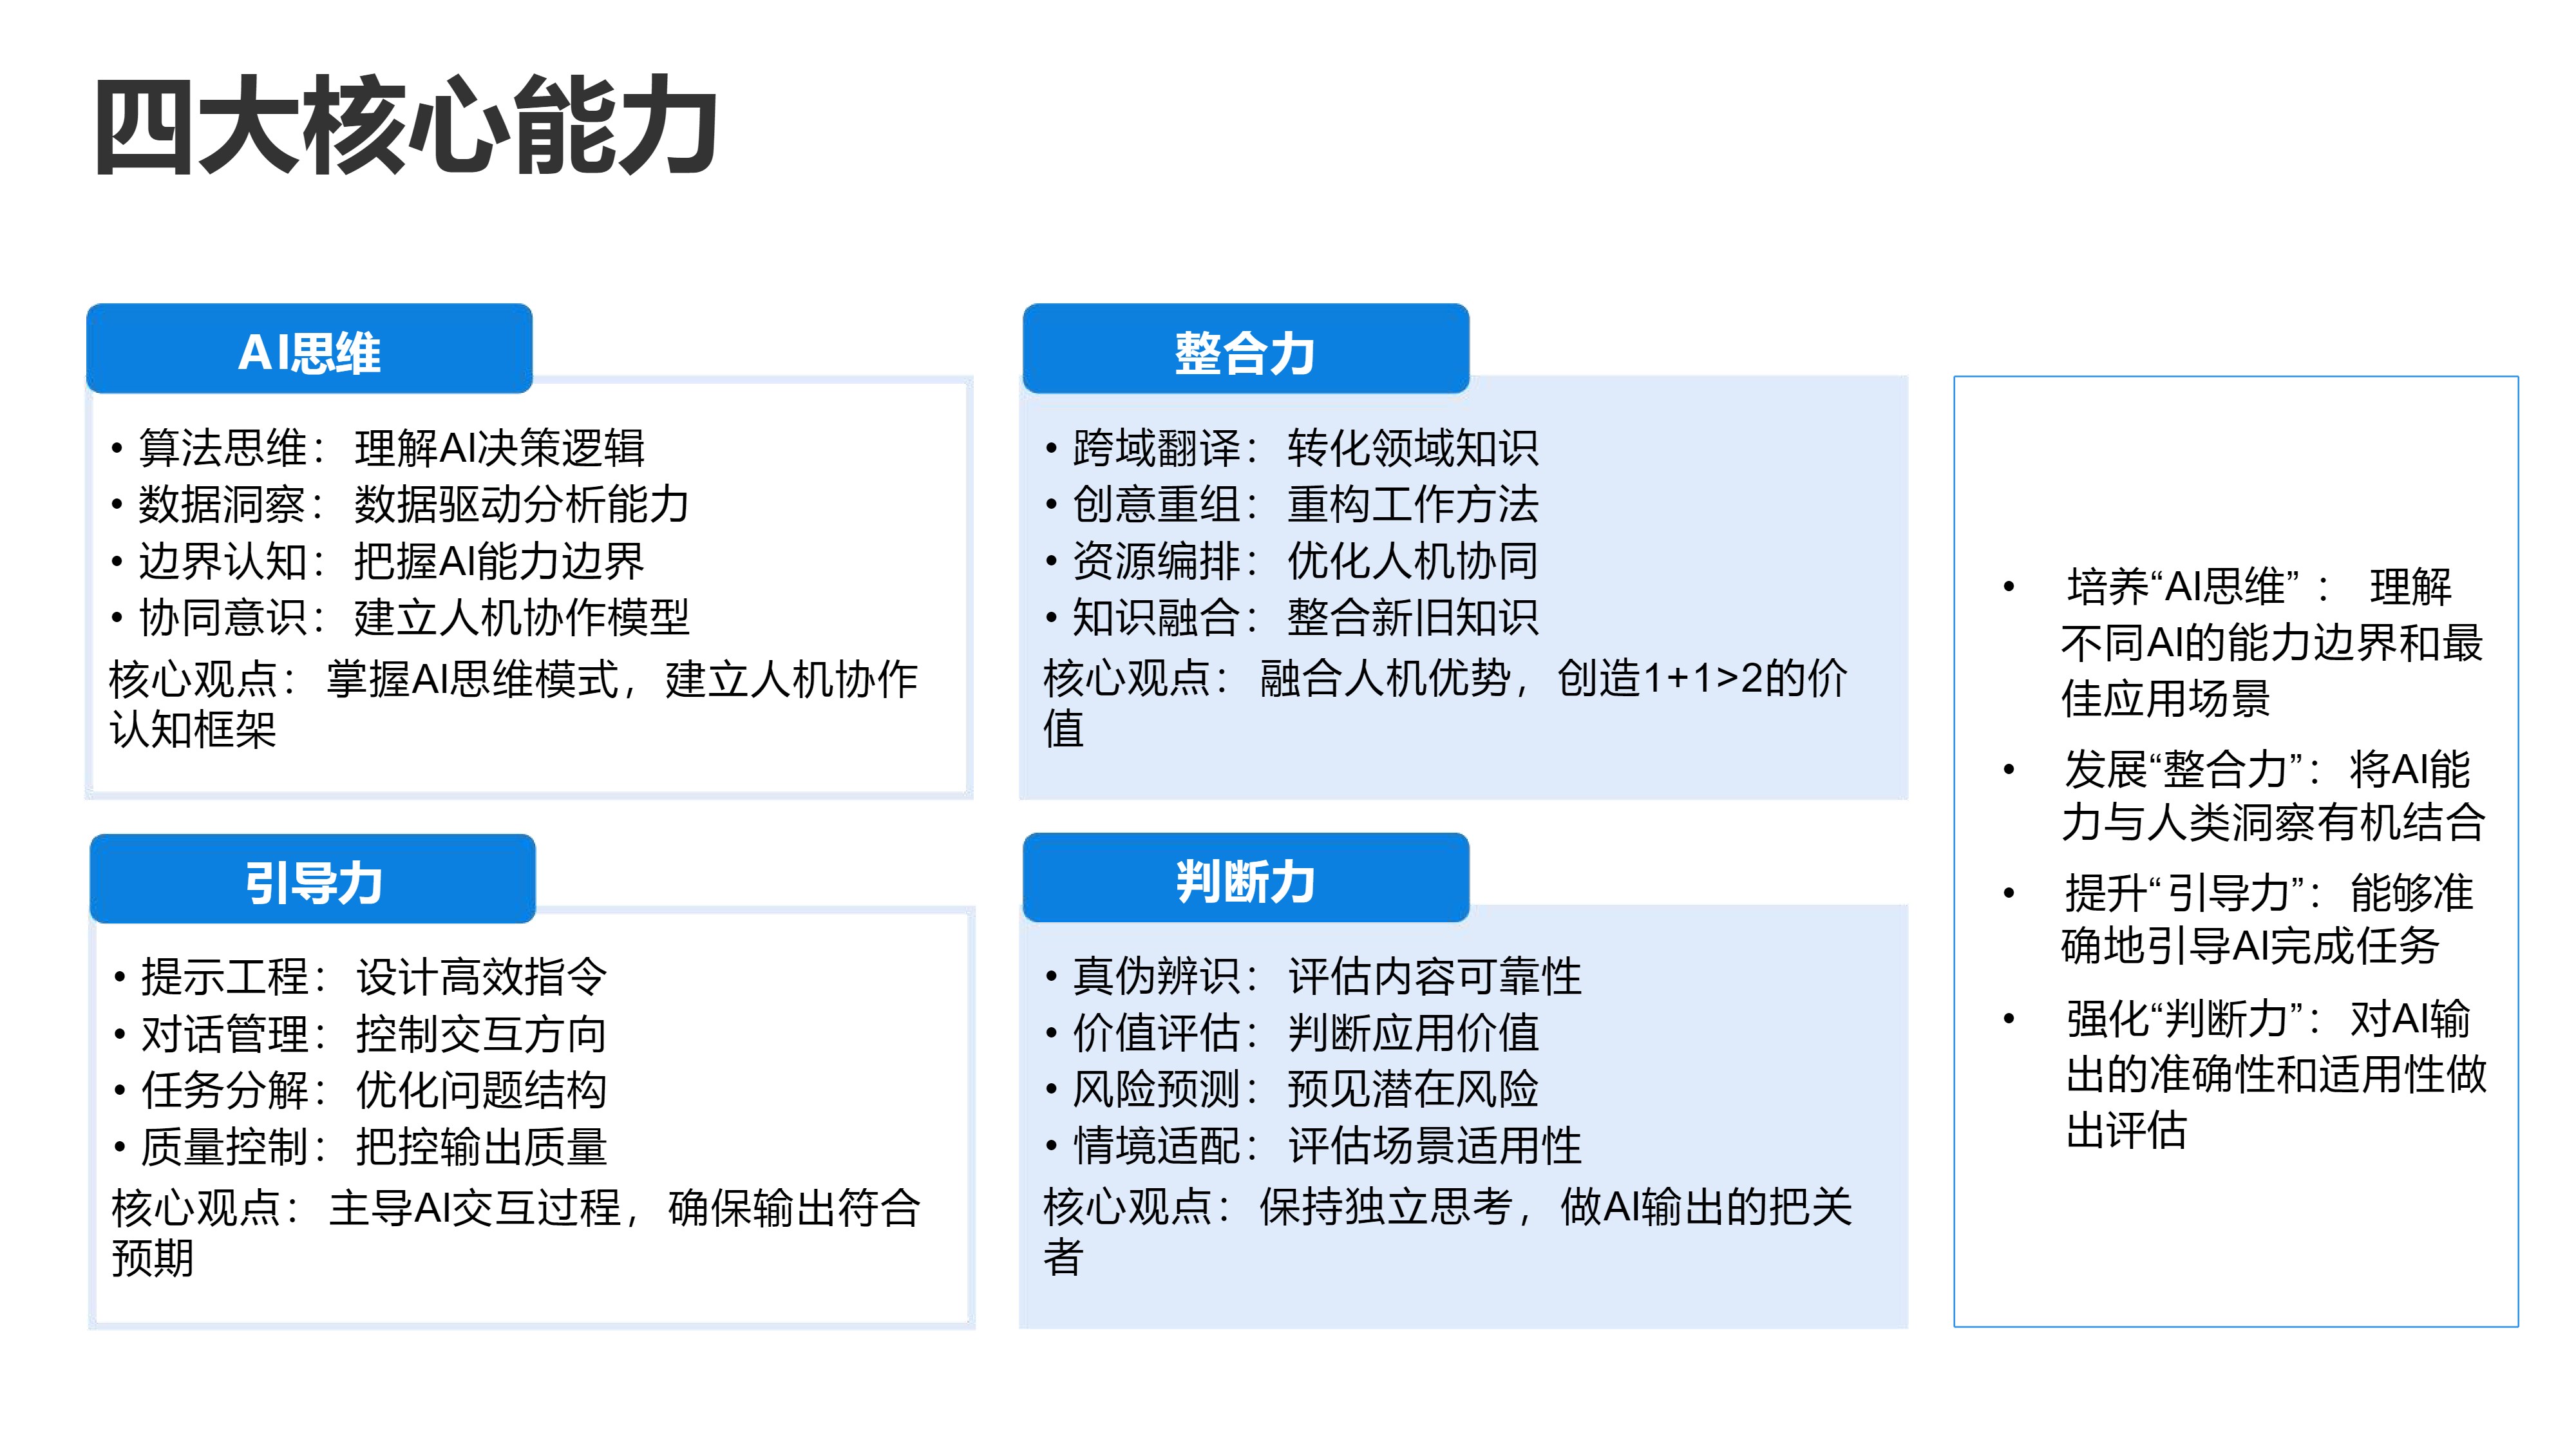 四大核心能力
AI思维
• 算法思维： 理解AI决策逻辑
• 数据洞察： 数据驱动分析能力
• 边界认知： 把握AI能力边界
• 协同意识： 建立人机协作模型
核心观点： 掌握AI思维模式，建立人机协作
认知框架
整合力
• 跨域翻译： 转化领域知识
• 创意重组： 重构工作方法
• 资源编排： 优化人机协同
• 知识融合： 整合新旧知识
核心观点： 融合人机优势，创造1+1>2的价
值
引导力
• 提示工程： 设计高效指令
• 对话管理： 控制交互方向
• 任务分解： 优化问题结构
• 质量控制： 把控输出质量
核心观点： 主导AI交互过程，确保输出符合
预期
判断力
• 真伪辨识： 评估内容可靠性
• 价值评估： 判断应用价值
• 风险预测： 预见潜在风险
• 情境适配： 评估场景适用性
核心观点： 保持独立思考，做AI输出的把关
者
• 培养“AI思维”： 理解
不同AI的能力边界和最
佳应用场景
• 发展“整合力”：将AI能
力与人类洞察有机结合
• 提升“引导力”：能够准
确地引导AI完成任务
• 强化“判断力”：对AI输
出的准确性和适用性做
出评估